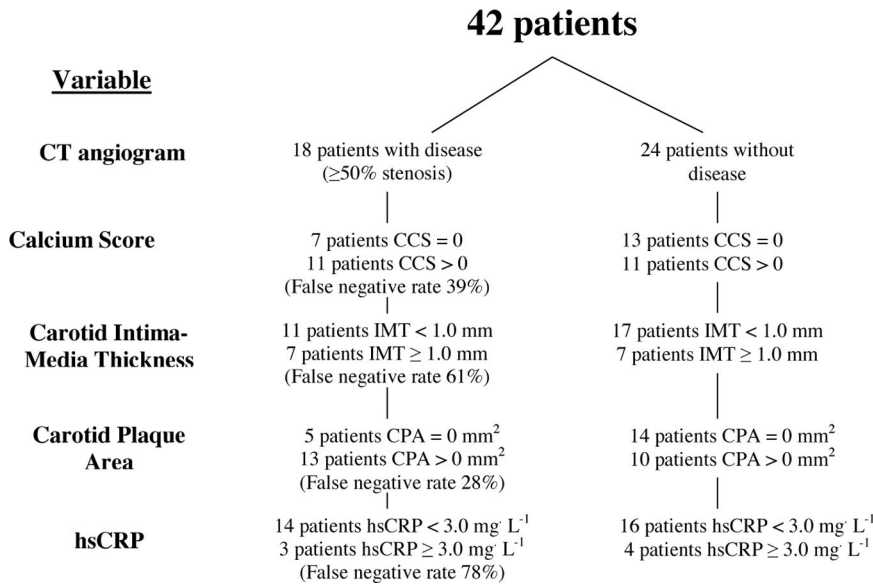 42 patients
Variable
CT angiogram
18 patients with disease
(≥50% stenosis)
24 patients without
disease
Calcium Score
7 patients CCS = 0
11 patients CCS > 0
(False negative rate 39%)
13 patients CCS = 0
11 patients CCS > 0
Carotid Intima-
Media Thickness
11 patients IMT < 1.0 mm
7 patients IMT ≥ 1.0 mm
(False negative rate 61%)
17 patients IMT < 1.0 mm
7 patients IMT ≥ 1.0 mm
Carotid Plaque
Area
5 patients CPA = 0 mm²
13 patients CPA > 0 mm²
(False negative rate 28%)
14 patients CPA = 0 mm²
10 patients CPA > 0 mm²
hsCRP
14 patients hsCRP < 3.0 mg· L⁻¹
3 patients hsCRP ≥ 3.0 mg· L⁻¹
(False negative rate 78%)
16 patients hsCRP < 3.0 mg· L⁻¹
4 patients hsCRP ≥ 3.0 mg· L⁻¹